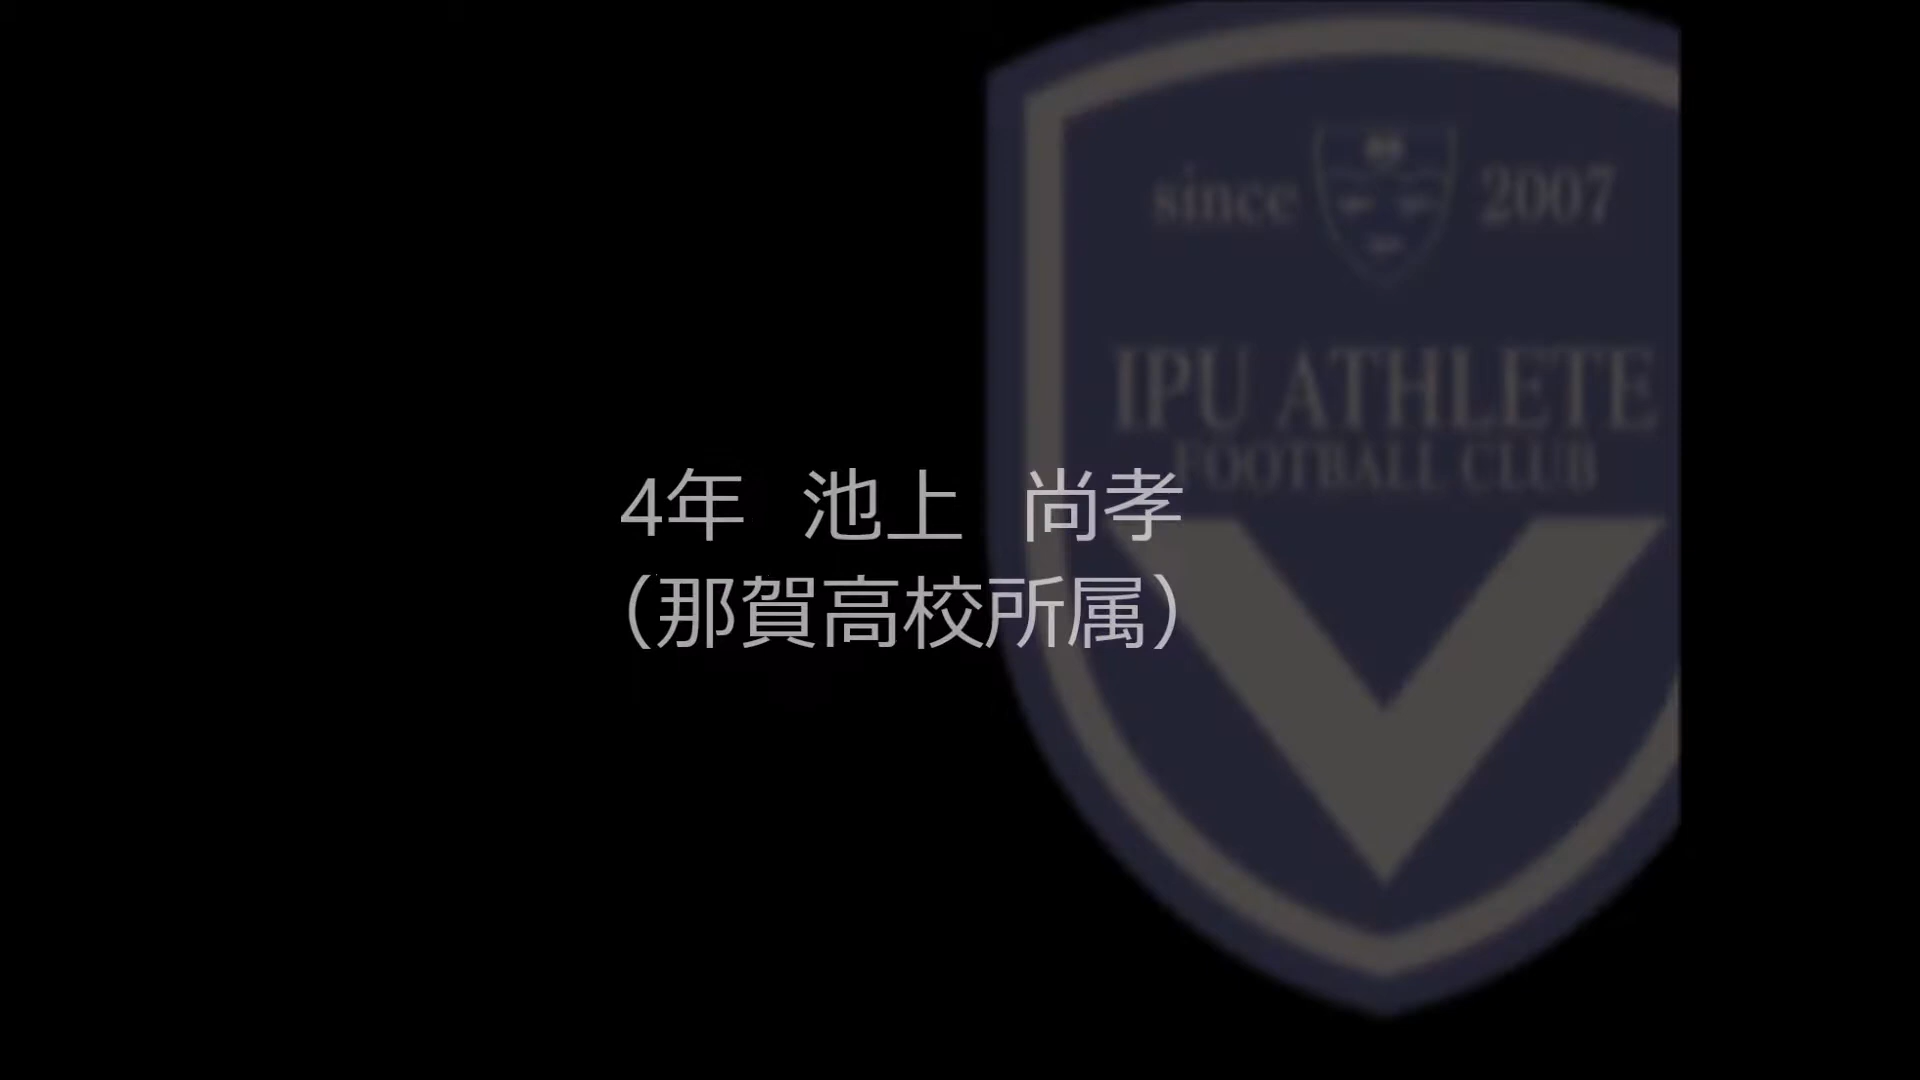 since 2007
IPU ATHLETE
FOOTBALL CLUB
4年 池上 尚孝
（那賀高校所属）